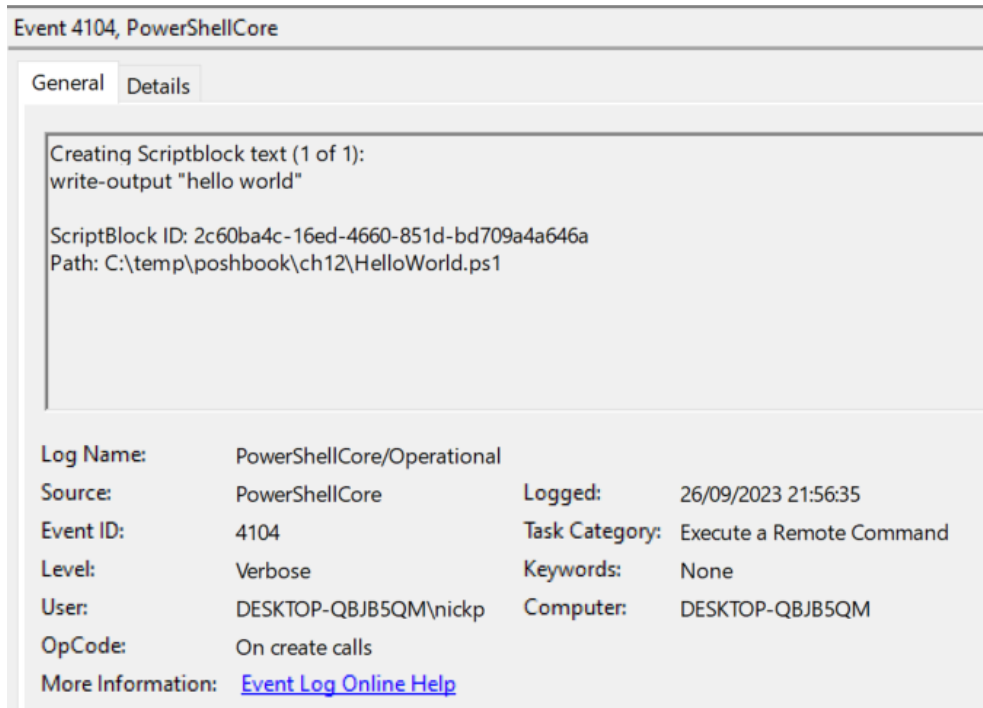 Event 4104, PowerShellCore
General Details
Creating Scriptblock text (1 of 1):
write-output "hello world"
ScriptBlock ID: 2c60ba4c-16ed-4660-851d-bd709a4a646a
Path: C:\temp\poshbook\ch12\HelloWorld.ps1
Log Name: PowerShellCore/Operational
Source: PowerShellCore Logged: 26/09/2023 21:56:35
Event ID: 4104 Task Category: Execute a Remote Command
Level: Verbose Keywords: None
User: DESKTOP-QBJB5QM\nickp Computer: DESKTOP-QBJB5QM
OpCode: On create calls
More Information: Event Log Online Help